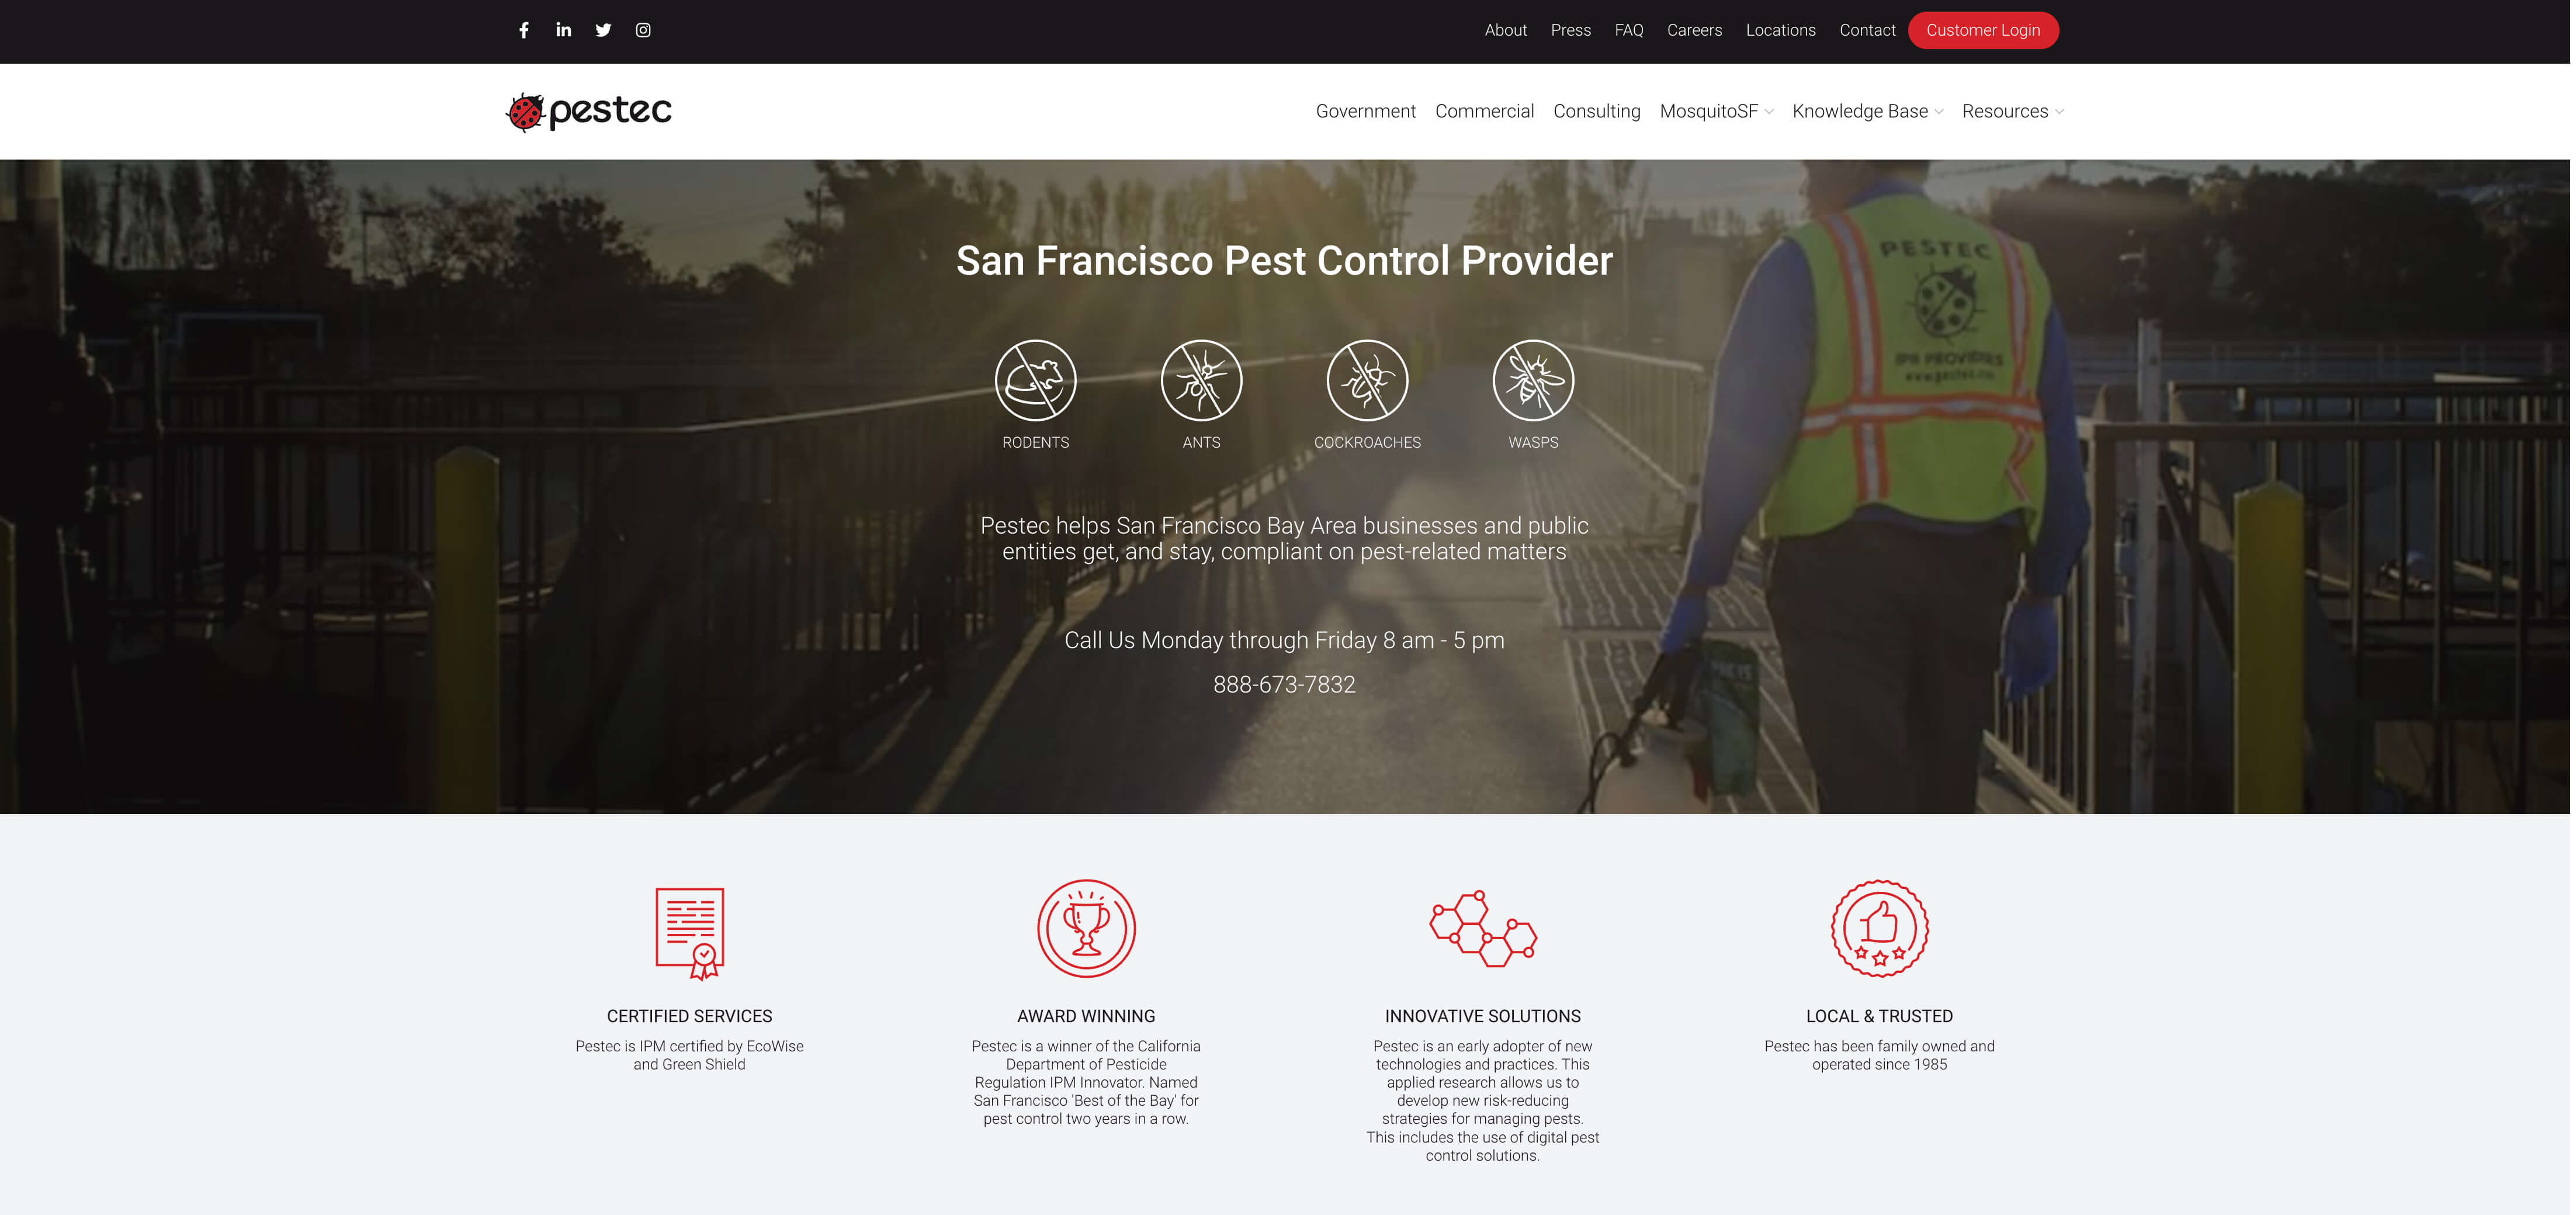 About Press FAQ Careers Locations Contact Customer Login
pestec
Government Commercial Consulting MosquitoSF Knowledge Base Resources
San Francisco Pest Control Provider
RODENTS ANTS COCKROACHES WASPS
Pestec helps San Francisco Bay Area businesses and public
entities get, and stay, compliant on pest-related matters
Call Us Monday through Friday 8 am - 5 pm
888-673-7832
PESTEC
IPM PROVIDERS
www.pestec.com
CERTIFIED SERVICES
Pestec is IPM certified by EcoWise
and Green Shield
AWARD WINNING
Pestec is a winner of the California
Department of Pesticide
Regulation IPM Innovator. Named
San Francisco 'Best of the Bay' for
pest control two years in a row.
INNOVATIVE SOLUTIONS
Pestec is an early adopter of new
technologies and practices. This
applied research allows us to
develop new risk-reducing
strategies for managing pests.
This includes the use of digital pest
control solutions.
LOCAL & TRUSTED
Pestec has been family owned and
operated since 1985